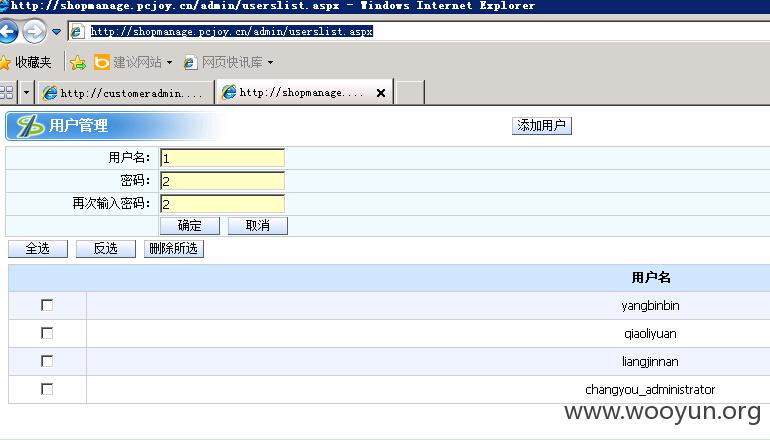 http://shopmanage.pcjoy.cn/admin/userslist.aspx - Windows Internet Explorer
http://shopmanage.pcjoy.cn/admin/userslist.aspx
收藏夹 建议网站 网页快讯库
http://customeradmin.... http://shopmanage....
用户管理 添加用户
用户名: 1
密码: 2
再次输入密码: 2
确定 取消
全选 反选 删除所选
用户名
yangbinbin
qiaoliyuan
liangjinnan
changyou_administrator
www.wooyun.org